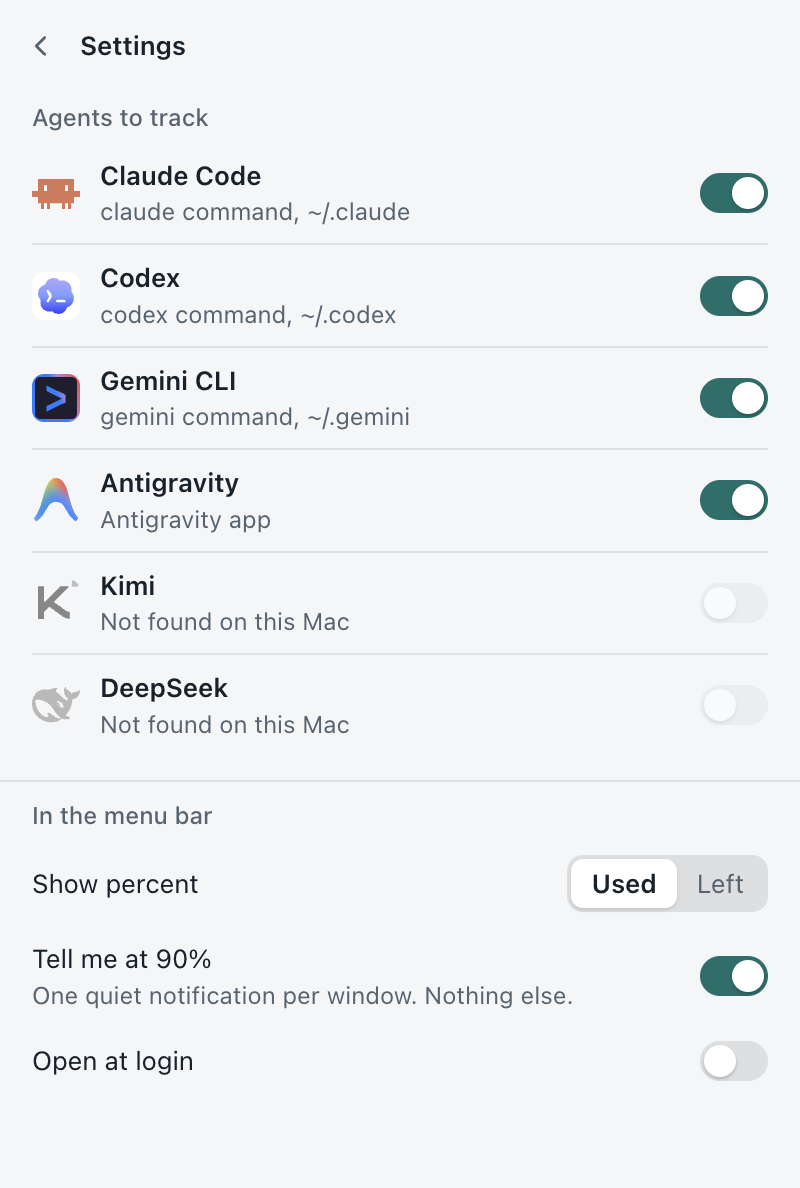 Settings
Agents to track
Claude Code
claude command, ~/.claude
Codex
codex command, ~/.codex
Gemini CLI
gemini command, ~/.gemini
Antigravity
Antigravity app
Kimi
Not found on this Mac
DeepSeek
Not found on this Mac
In the menu bar
Show percent
Used
Left
Tell me at 90%
One quiet notification per window. Nothing else.
Open at login